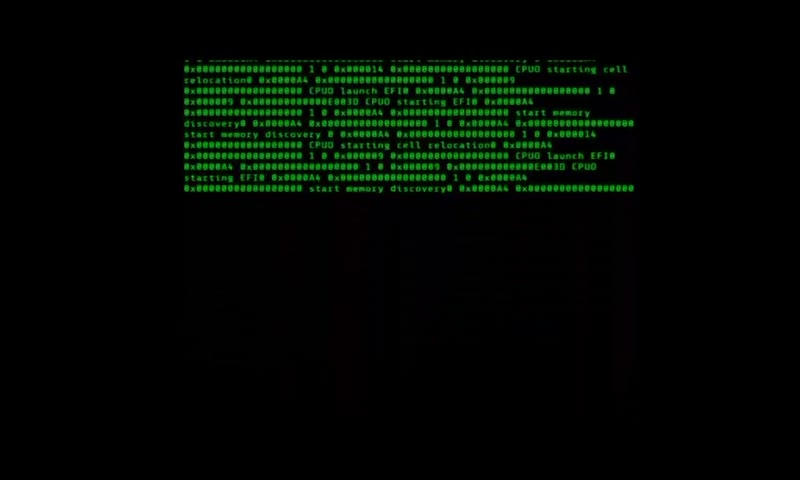 0x0000000000000000 1 0 0x000014 0x0000000000000000 CPU0 starting cell
relocation0 0x0000A4 0x0000000000000000 1 0 0x000009
0x0000000000000000 CPU0 launch EFI0 0x0000A4 0x0000000000000000 1 0
0x000009 0x000000000000E003D CPU0 starting EFI0 0x0000A4
0x0000000000000000 1 0 0x0000A4 0x0000000000000000 start memory
discovery0 0x0000A4 0x0000000000000000 1 0 0x0000A4 0x0000000000000000
start memory discovery 0 0x0000A4 0x0000000000000000 1 0 0x000014
0x0000000000000000 CPU0 starting cell relocation0 0x0000A4
0x0000000000000000 1 0 0x000009 0x0000000000000000 CPU0 launch EFI0
0x0000A4 0x0000000000000000 1 0 0x000009 0x000000000000E003D CPU0
starting EFI0 0x0000A4 0x0000000000000000 1 0 0x0000A4
0x0000000000000000 start memory discovery0 0x0000A4 0x0000000000000000